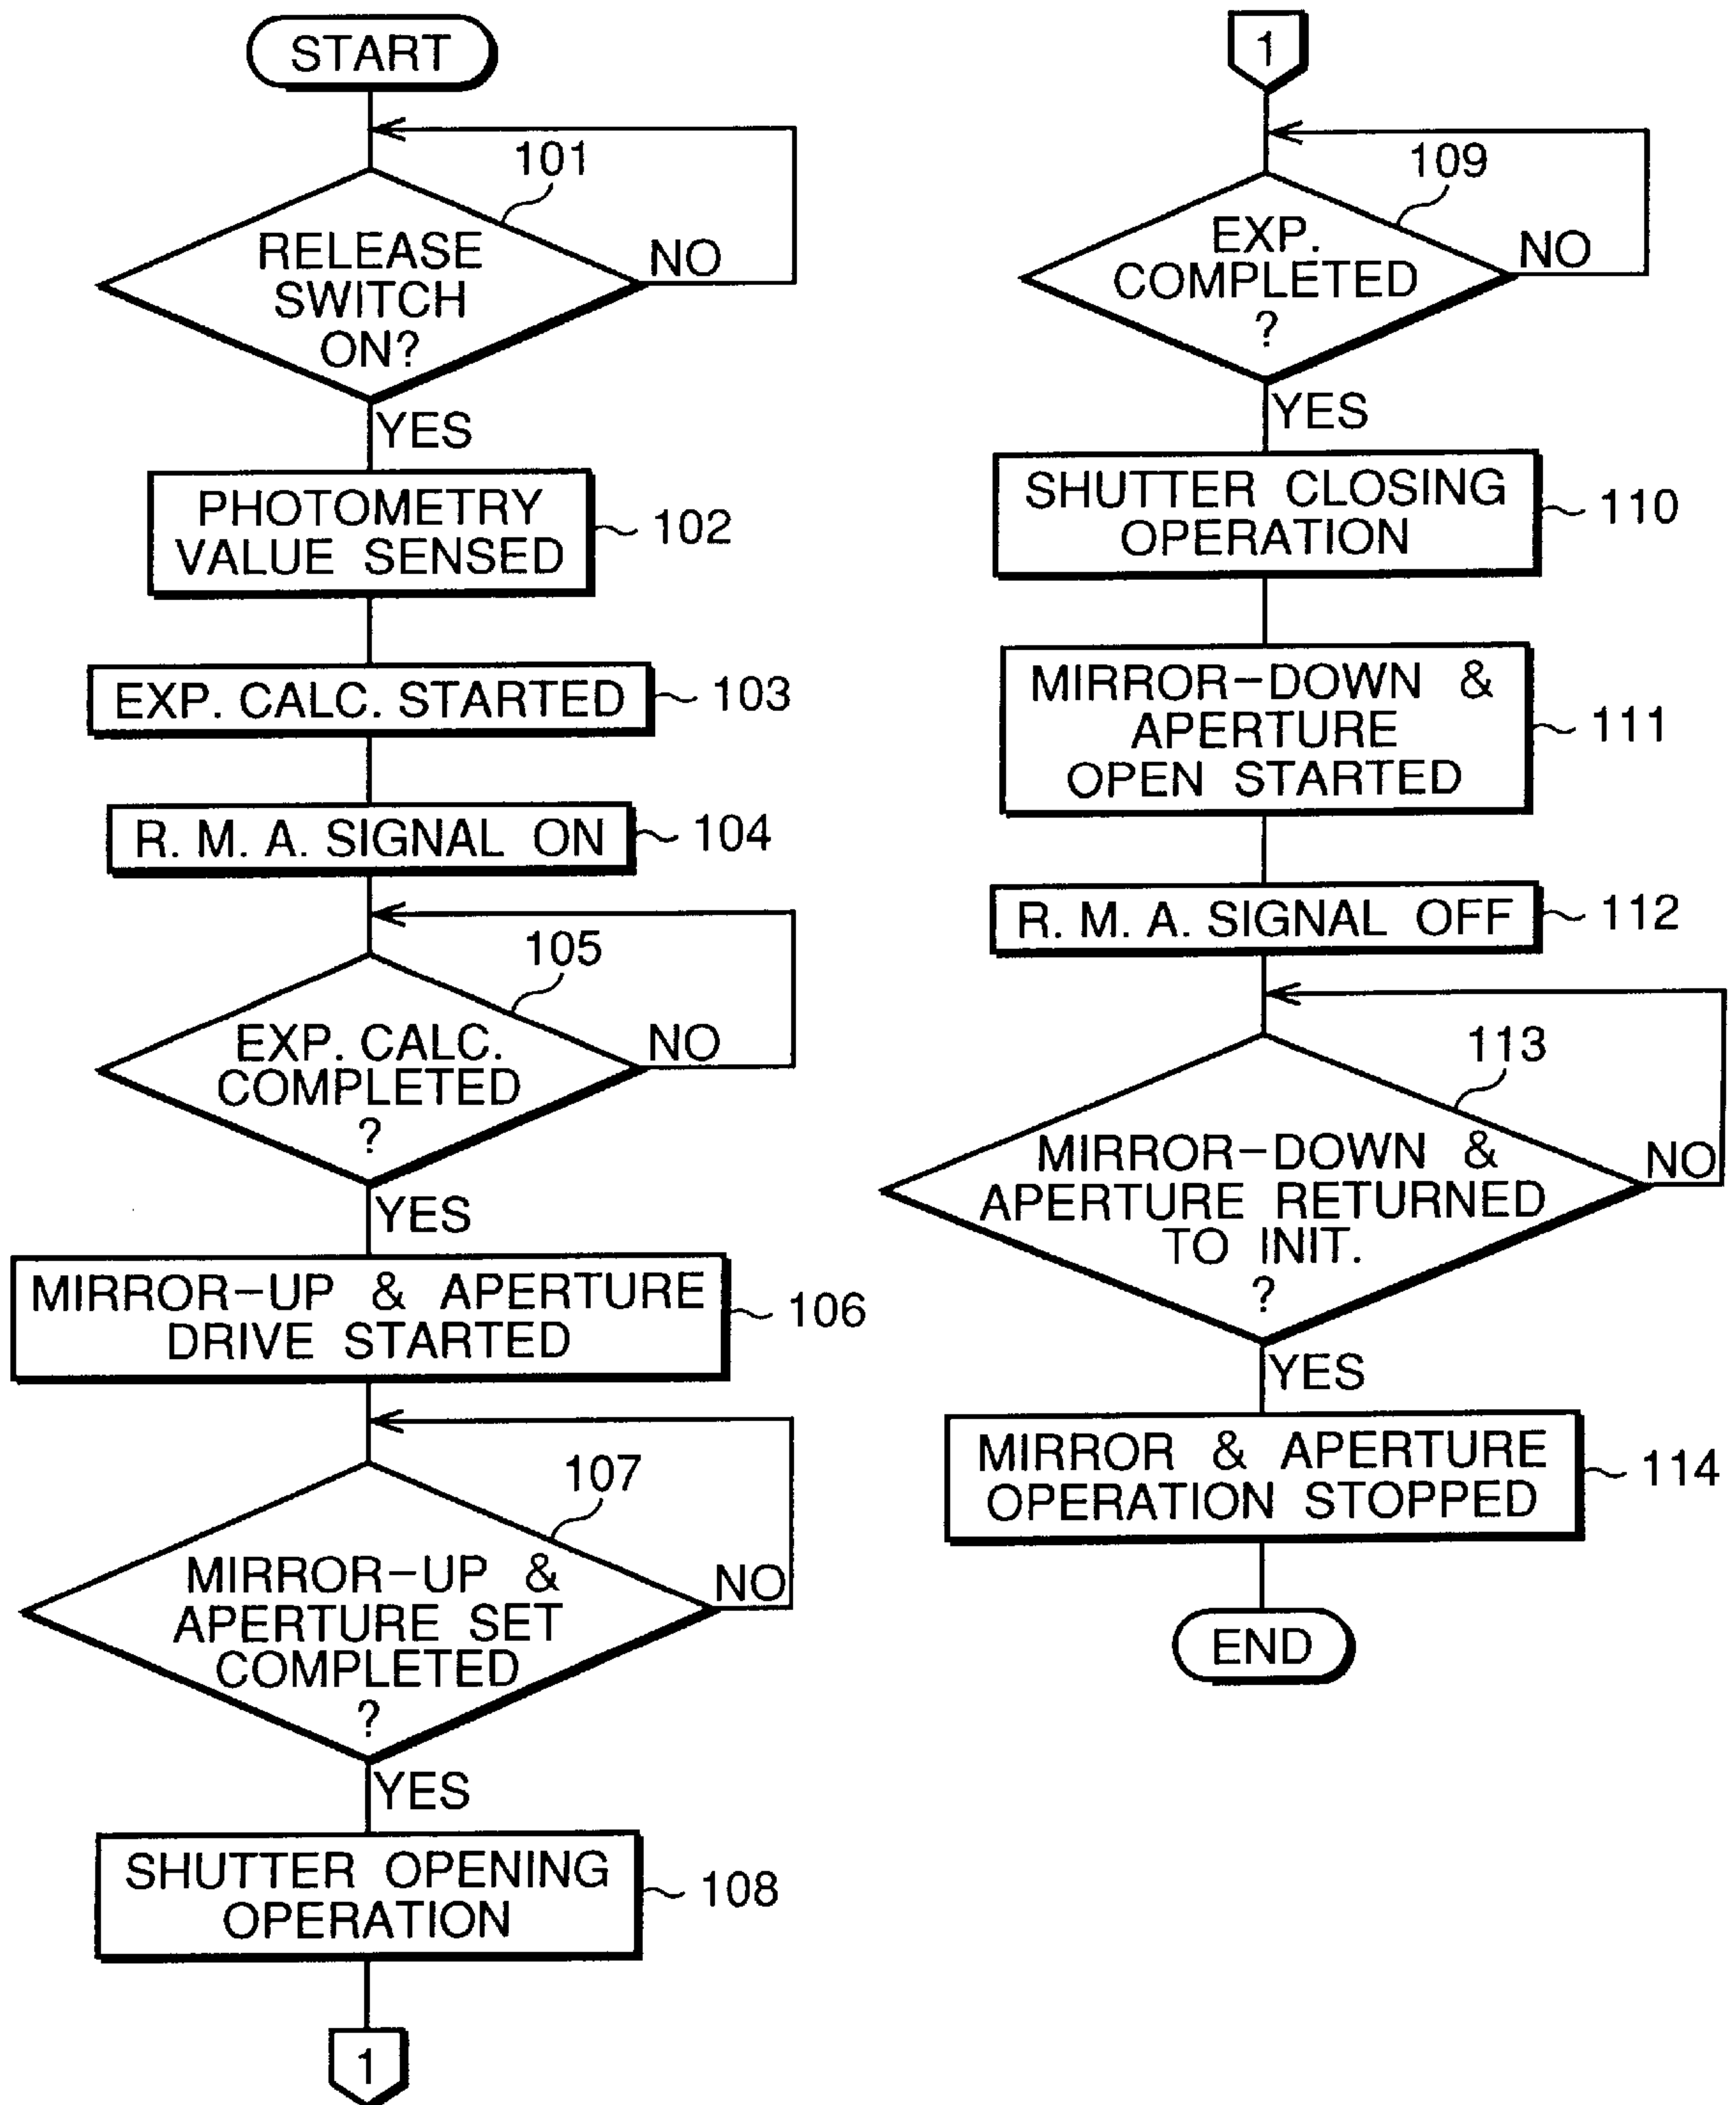 START
101
RELEASE
SWITCH
ON?
NO
YES
PHOTOMETRY
VALUE SENSED
102
EXP. CALC. STARTED
103
R. M. A. SIGNAL ON
104
105
EXP. CALC.
COMPLETED
?
NO
YES
MIRROR-UP & APERTURE
DRIVE STARTED
106
107
MIRROR-UP &
APERTURE SET
COMPLETED
?
NO
YES
SHUTTER OPENING
OPERATION
108
1
1
109
EXP.
COMPLETED
?
NO
YES
SHUTTER CLOSING
OPERATION
110
MIRROR-DOWN &
APERTURE
OPEN STARTED
111
R. M. A. SIGNAL OFF
112
113
MIRROR-DOWN &
APERTURE RETURNED
TO INIT.
?
NO
YES
MIRROR & APERTURE
OPERATION STOPPED
114
END